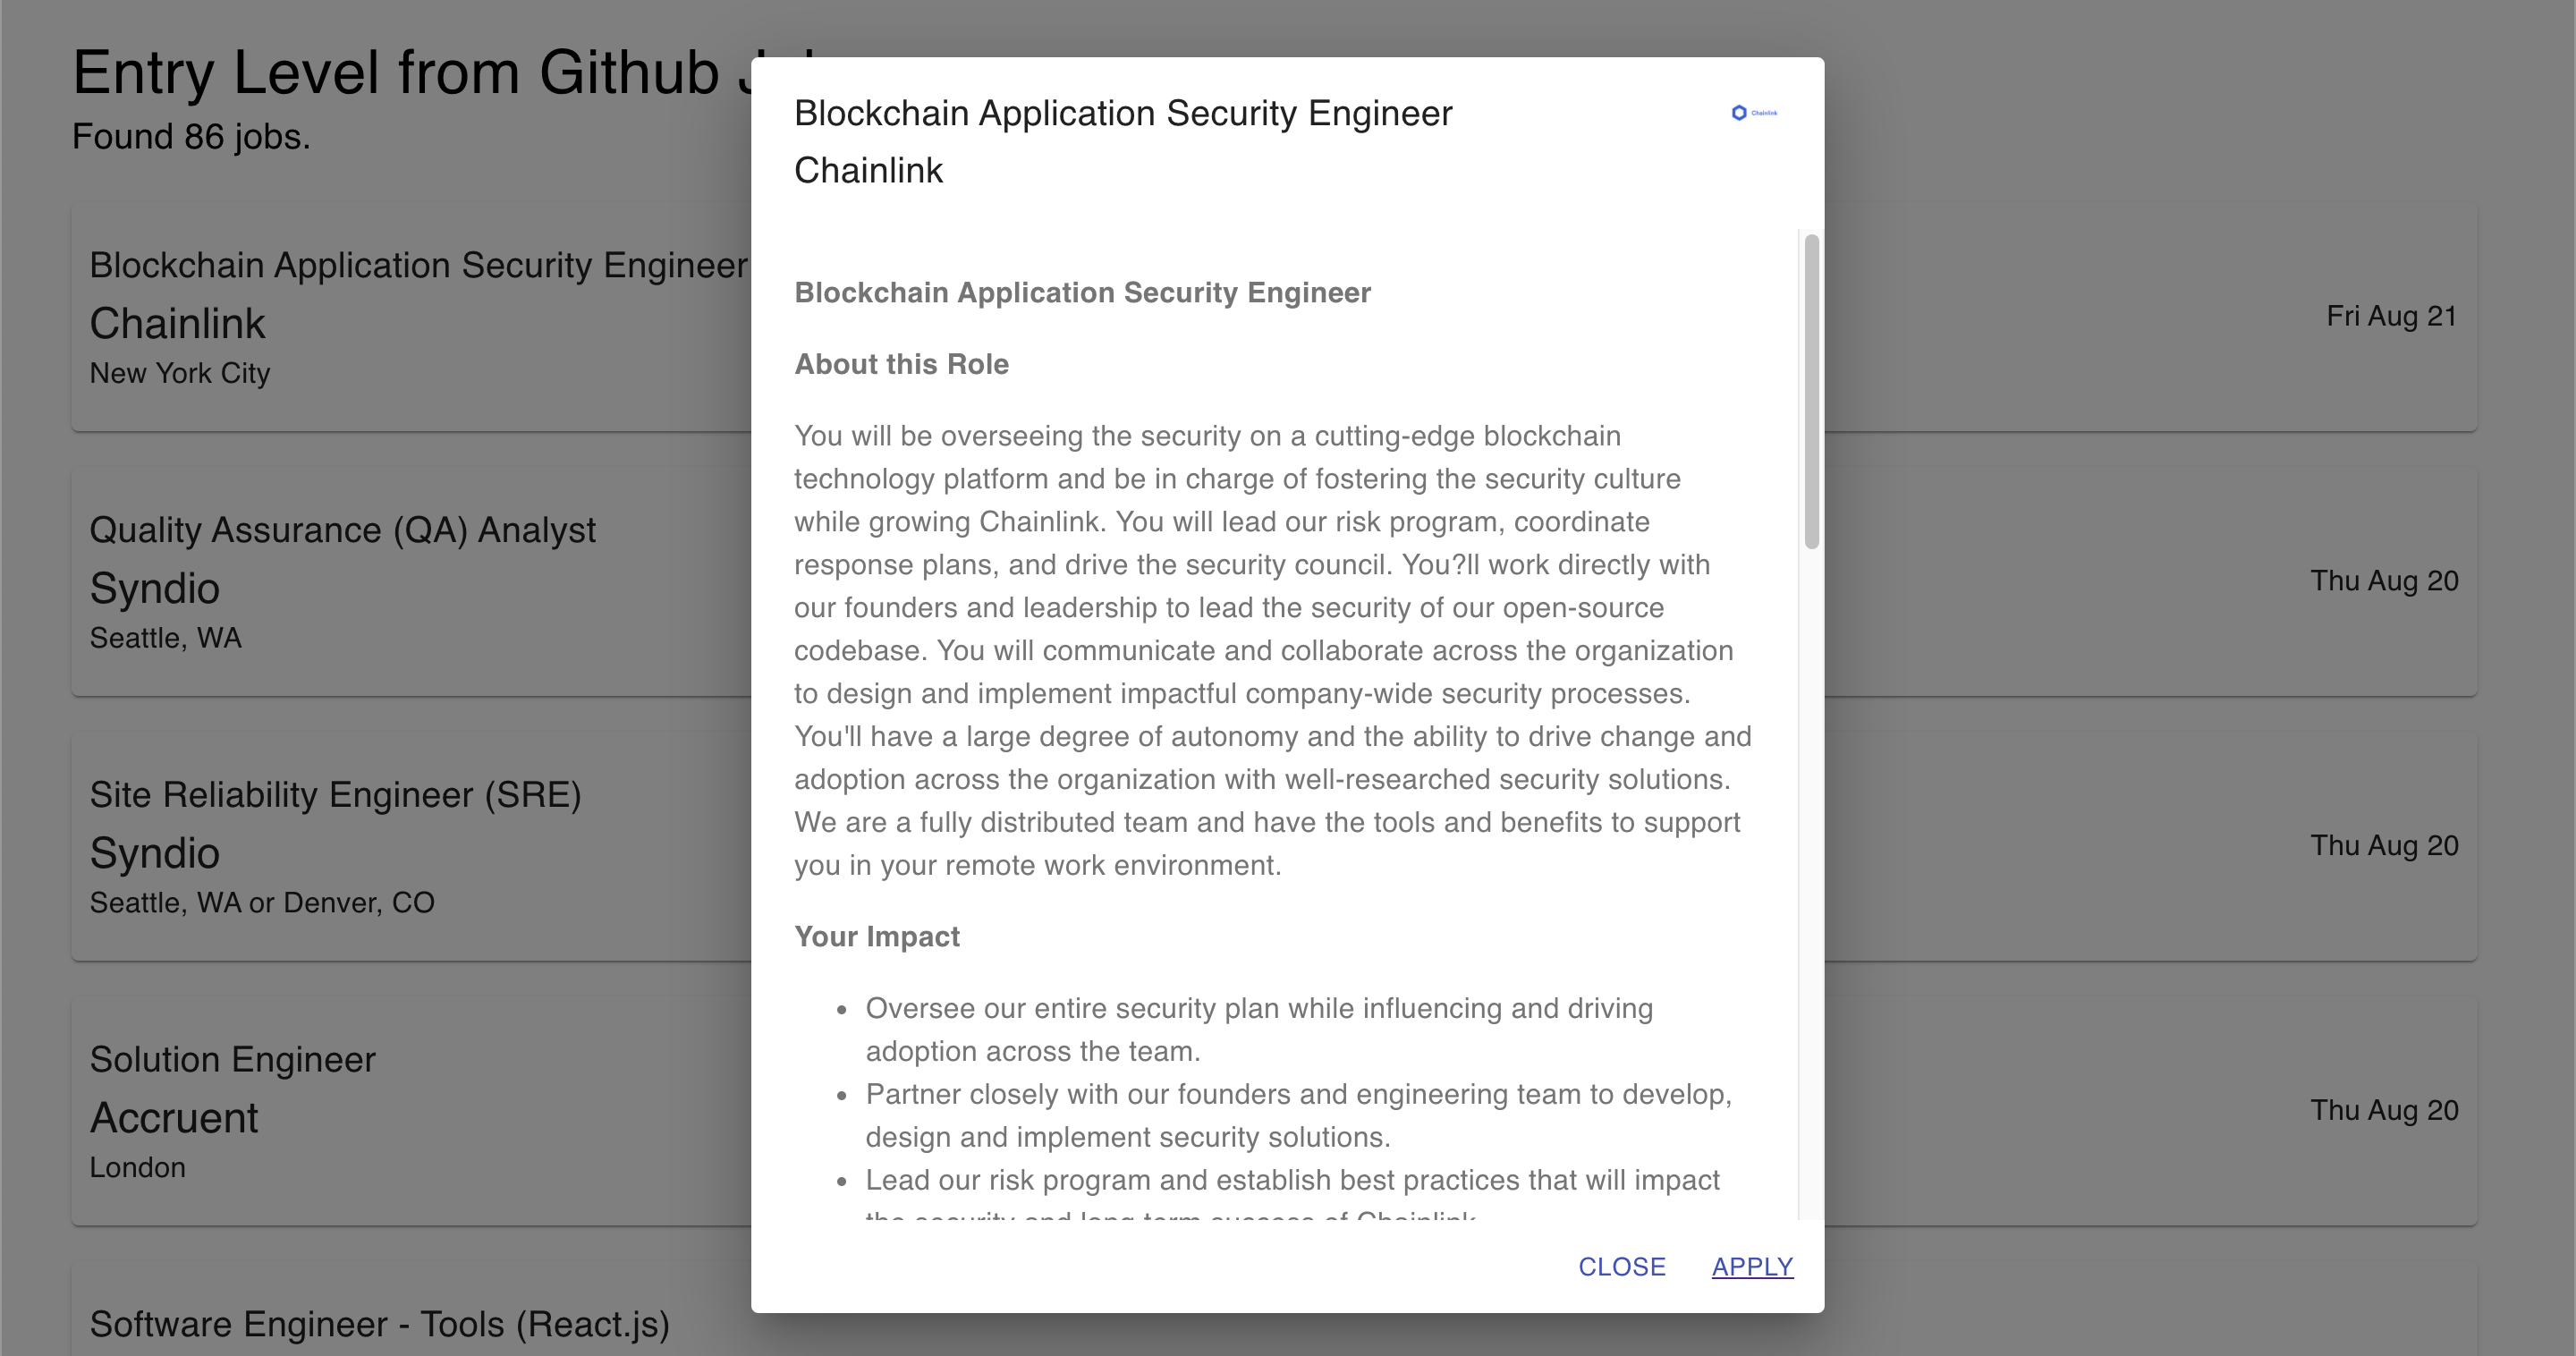 Entry Level from Github
Found 86 jobs.
Blockchain Application Security Engineer
Chainlink
New York City
Fri Aug 21
Quality Assurance (QA) Analyst
Syndio
Seattle, WA
Thu Aug 20
Site Reliability Engineer (SRE)
Syndio
Seattle, WA or Denver, CO
Thu Aug 20
Solution Engineer
Accruent
London
Thu Aug 20
Software Engineer - Tools (React.js)
Blockchain Application Security Engineer
Chainlink
Chainlink
Blockchain Application Security Engineer
About this Role
You will be overseeing the security on a cutting-edge blockchain
technology platform and be in charge of fostering the security culture
while growing Chainlink. You will lead our risk program, coordinate
response plans, and drive the security council. You?ll work directly with
our founders and leadership to lead the security of our open-source
codebase. You will communicate and collaborate across the organization
to design and implement impactful company-wide security processes.
You'll have a large degree of autonomy and the ability to drive change and
adoption across the organization with well-researched security solutions.
We are a fully distributed team and have the tools and benefits to support
you in your remote work environment.
Your Impact
• Oversee our entire security plan while influencing and driving
adoption across the team.
• Partner closely with our founders and engineering team to develop,
design and implement security solutions.
• Lead our risk program and establish best practices that will impact
the security and long term success of Chainlink
CLOSE
APPLY